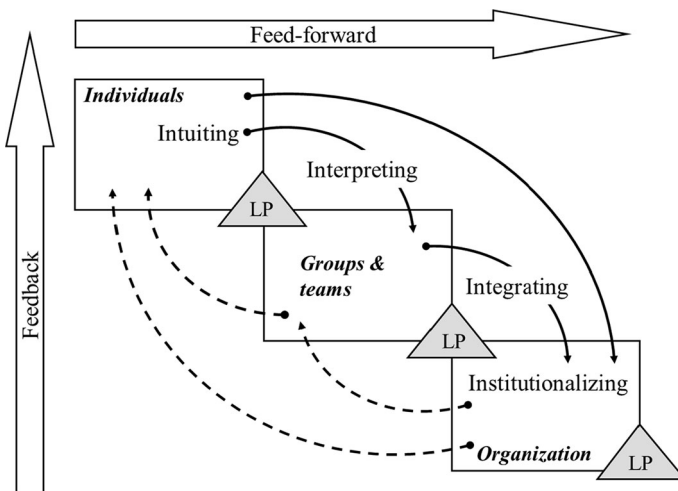 Feed-forward
Individuals
Intuiting
Interpreting
LP
Feedback
Groups &
teams
Integrating
LP
Institutionalizing
Organization
LP